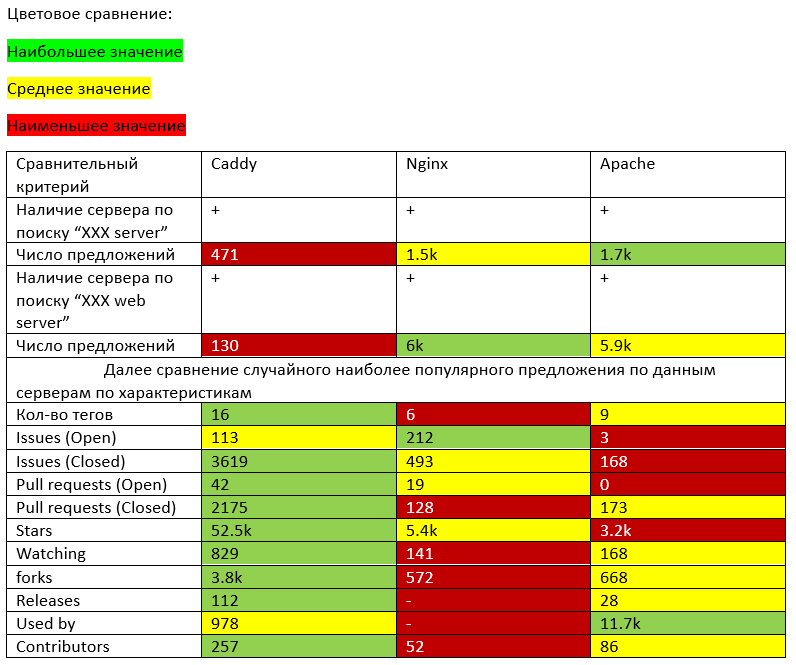 Цветовое сравнение:
Наибольшее значение
Среднее значение
Наименьшее значение
Сравнительный критерий Caddy Nginx Apache
Наличие сервера по поиску “XXX server” + + +
Число предложений 471 1.5k 1.7k
Наличие сервера по поиску “XXX web server” + + +
Число предложений 130 6k 5.9k
Далее сравнение случайного наиболее популярного предложения по данным
серверам по характеристикам
Кол-во тегов 16 6 9
Issues (Open) 113 212 3
Issues (Closed) 3619 493 168
Pull requests (Open) 42 19 0
Pull requests (Closed) 2175 128 173
Stars 52.5k 5.4k 3.2k
Watching 829 141 168
forks 3.8k 572 668
Releases 112 - 28
Used by 978 - 11.7k
Contributors 257 52 86